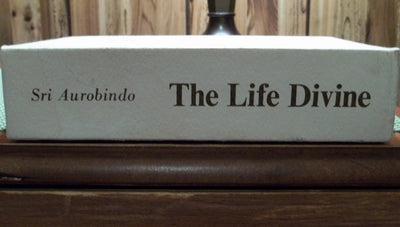 Sri Aurobindo The Life Divine